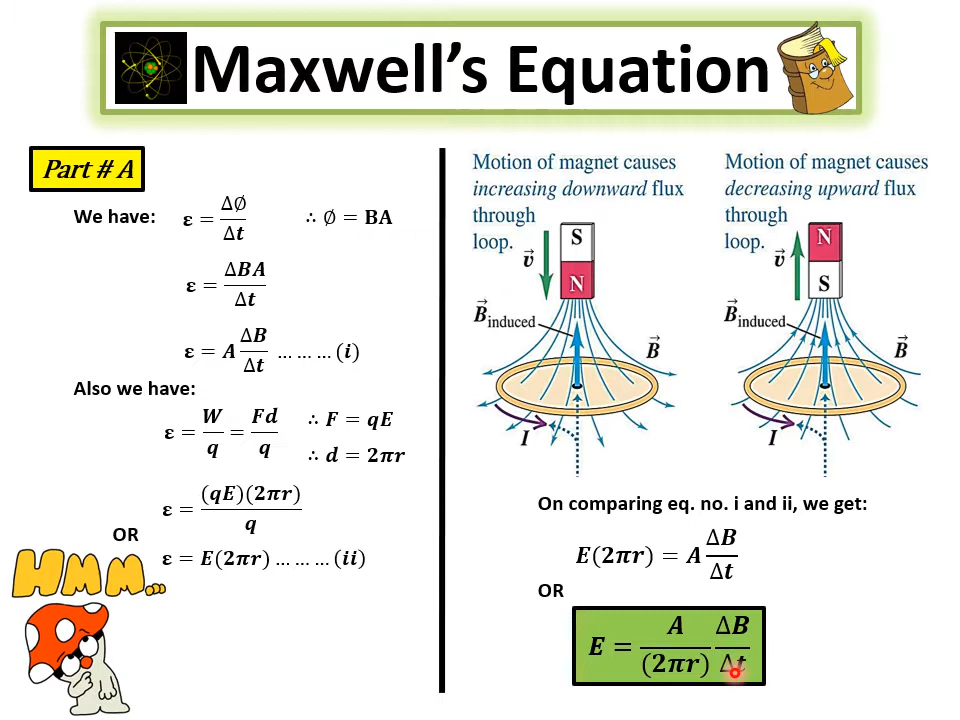 Maxwell's Equation
Part # A
We have: ε = Δ∅/Δt ∴ ∅ = BA
ε = ΔBA/Δt
ε = A ΔB/Δt … … … (i)
Also we have:
ε = W/q = Fd/q ∴ F = qE
∴ d = 2πr
ε = (qE)(2πr)/q
OR
ε = E(2πr) … … … (ii)
HMM...
Motion of magnet causes
increasing downward flux
through
loop.
S
N
v⃗
B⃗induced
B⃗
I
Motion of magnet causes
decreasing upward flux
through
loop.
N
S
v⃗
B⃗induced
B⃗
I
On comparing eq. no. i and ii, we get:
E(2πr) = A ΔB/Δt
OR
E = A/(2πr) ΔB/Δt